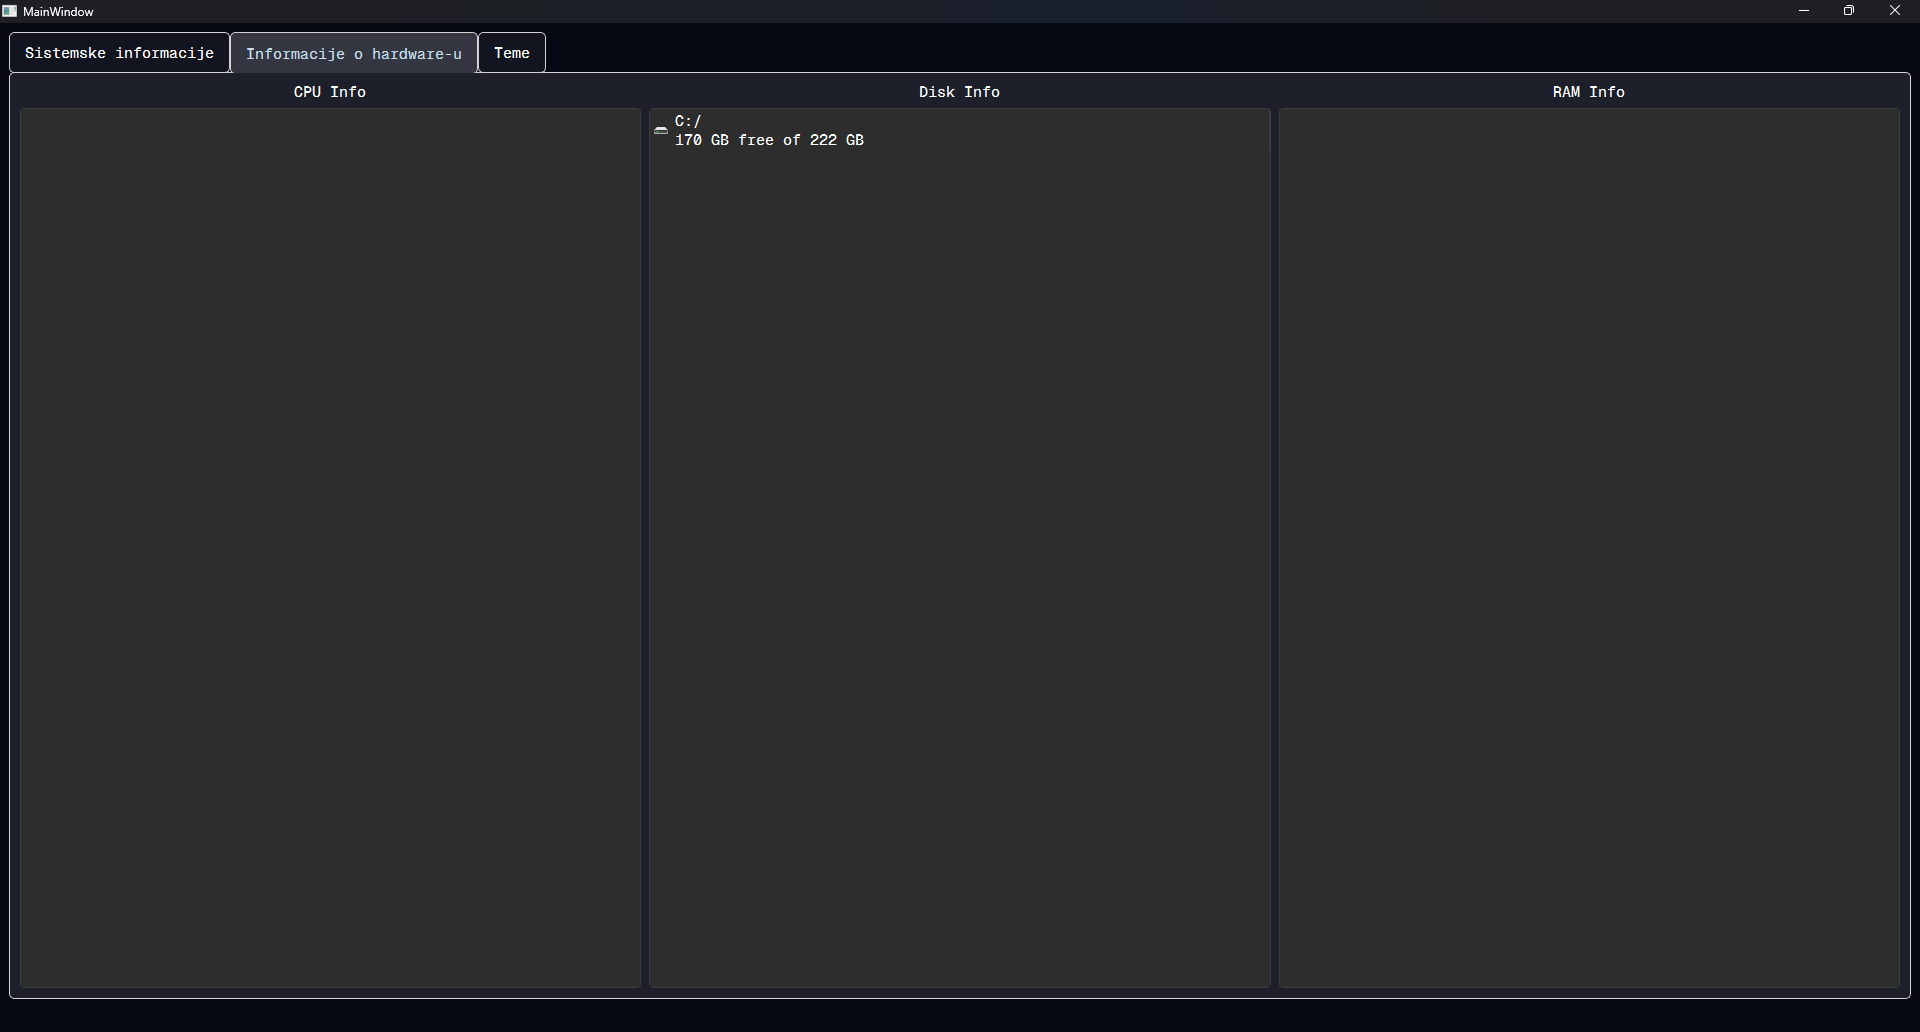 MainWindow
Sistemske informacije
Informacije o hardware-u
Teme
CPU Info
Disk Info
RAM Info
C:/
170 GB free of 222 GB